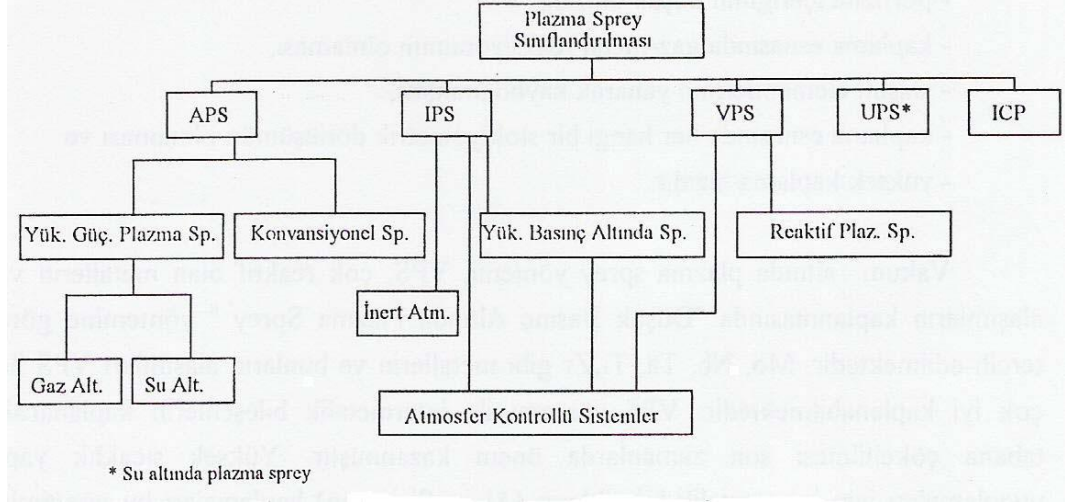 Plazma Sprey
Sınıflandırılması
APS
IPS
VPS
UPS*
ICP
Yük. Güç. Plazma Sp.
Konvansiyonel Sp.
Yük. Basınç Altında Sp.
Reaktif Plaz. Sp.
İnert Atm.
Gaz Alt.
Su Alt.
Atmosfer Kontrollü Sistemler
* Su altında plazma sprey